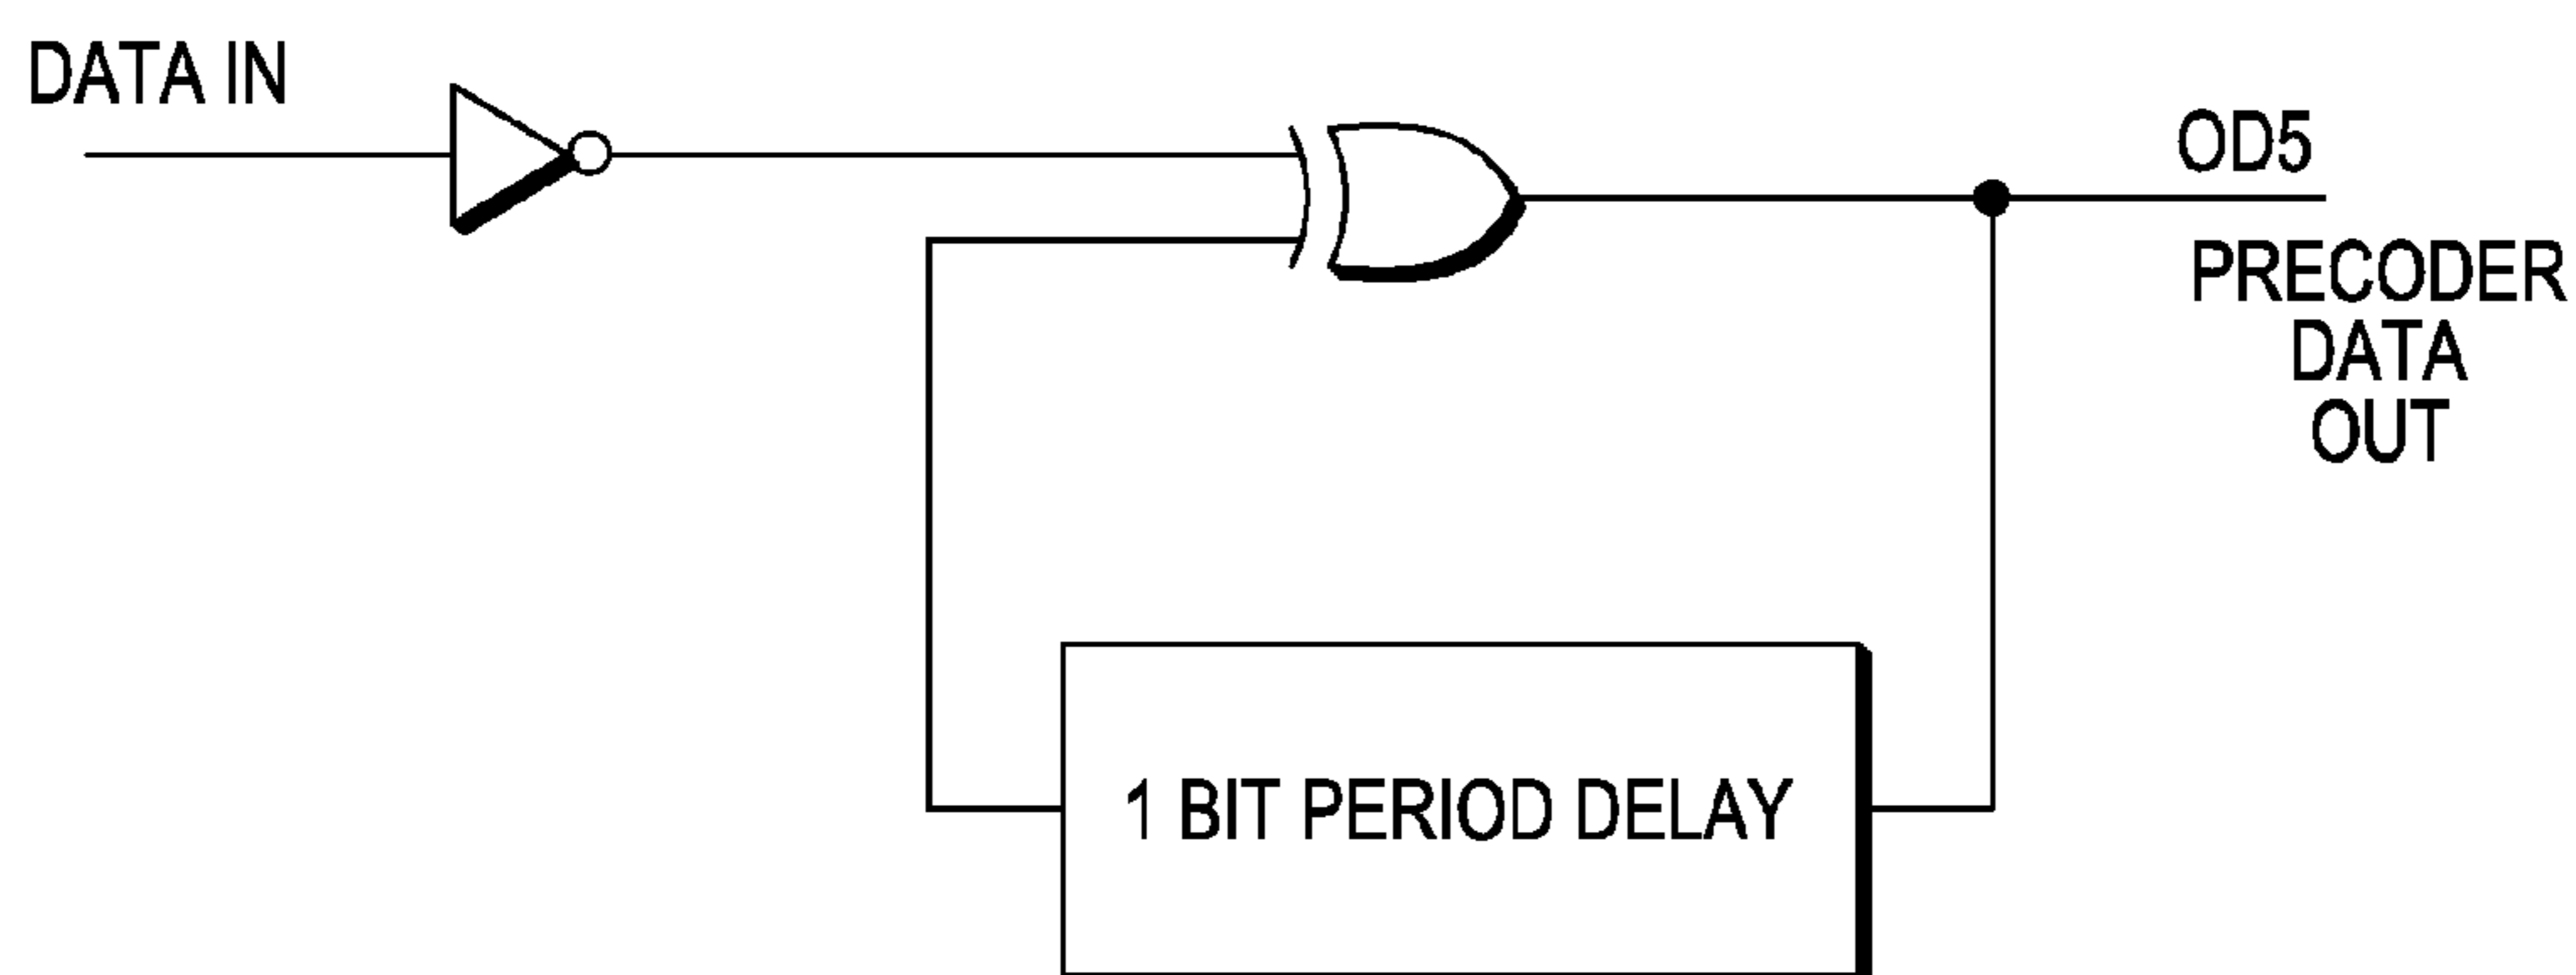 DATA IN
OD5
PRECODER
DATA
OUT
1 BIT PERIOD DELAY